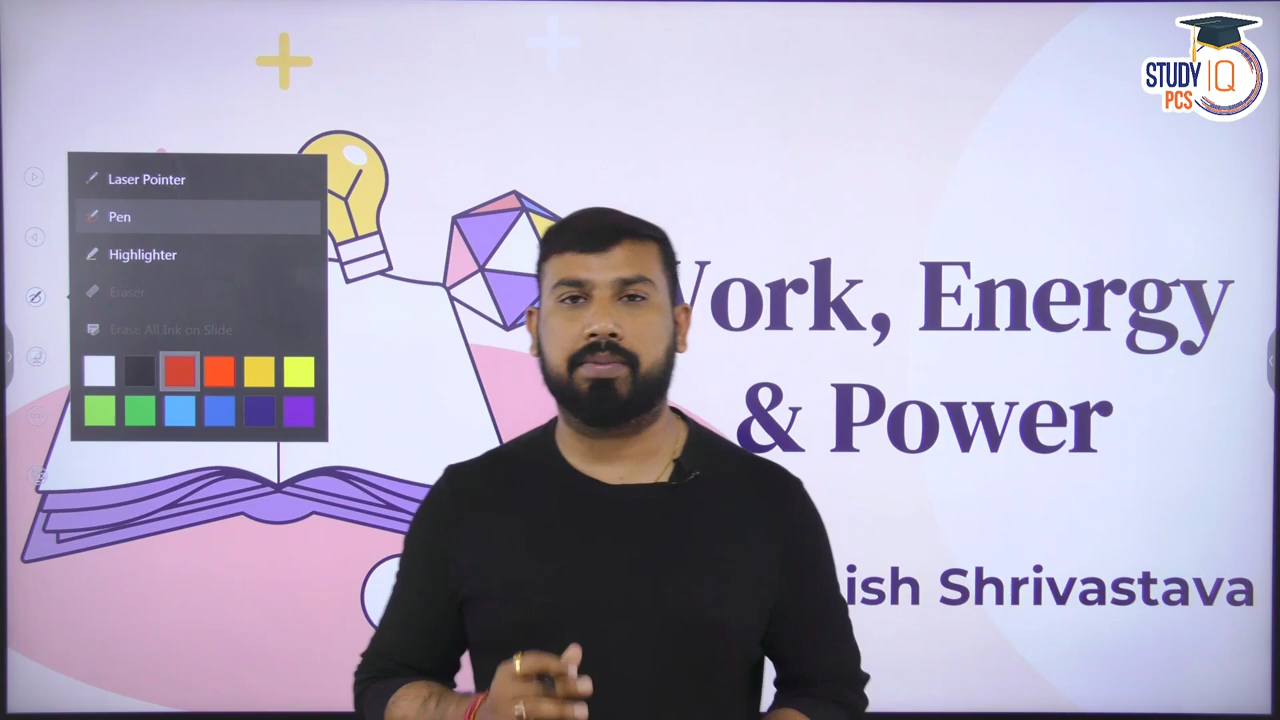 STUDY IQ
PCS
Laser Pointer
Pen
Highlighter
Eraser
Erase All Ink on Slide
Work, Energy
& Power
ish Shrivastava